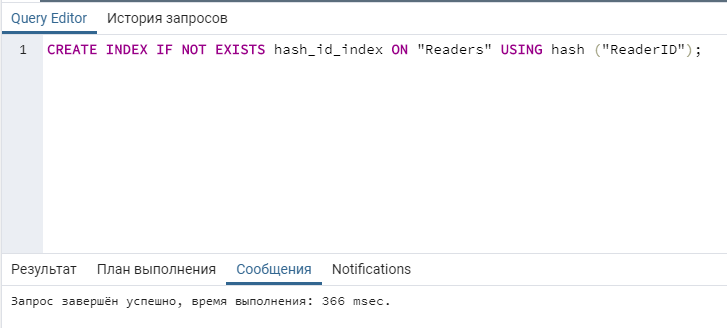 Query Editor История запросов
1 CREATE INDEX IF NOT EXISTS hash_id_index ON "Readers" USING hash ("ReaderID");
Результат План выполнения Сообщения Notifications
Запрос завершён успешно, время выполнения: 366 msec.